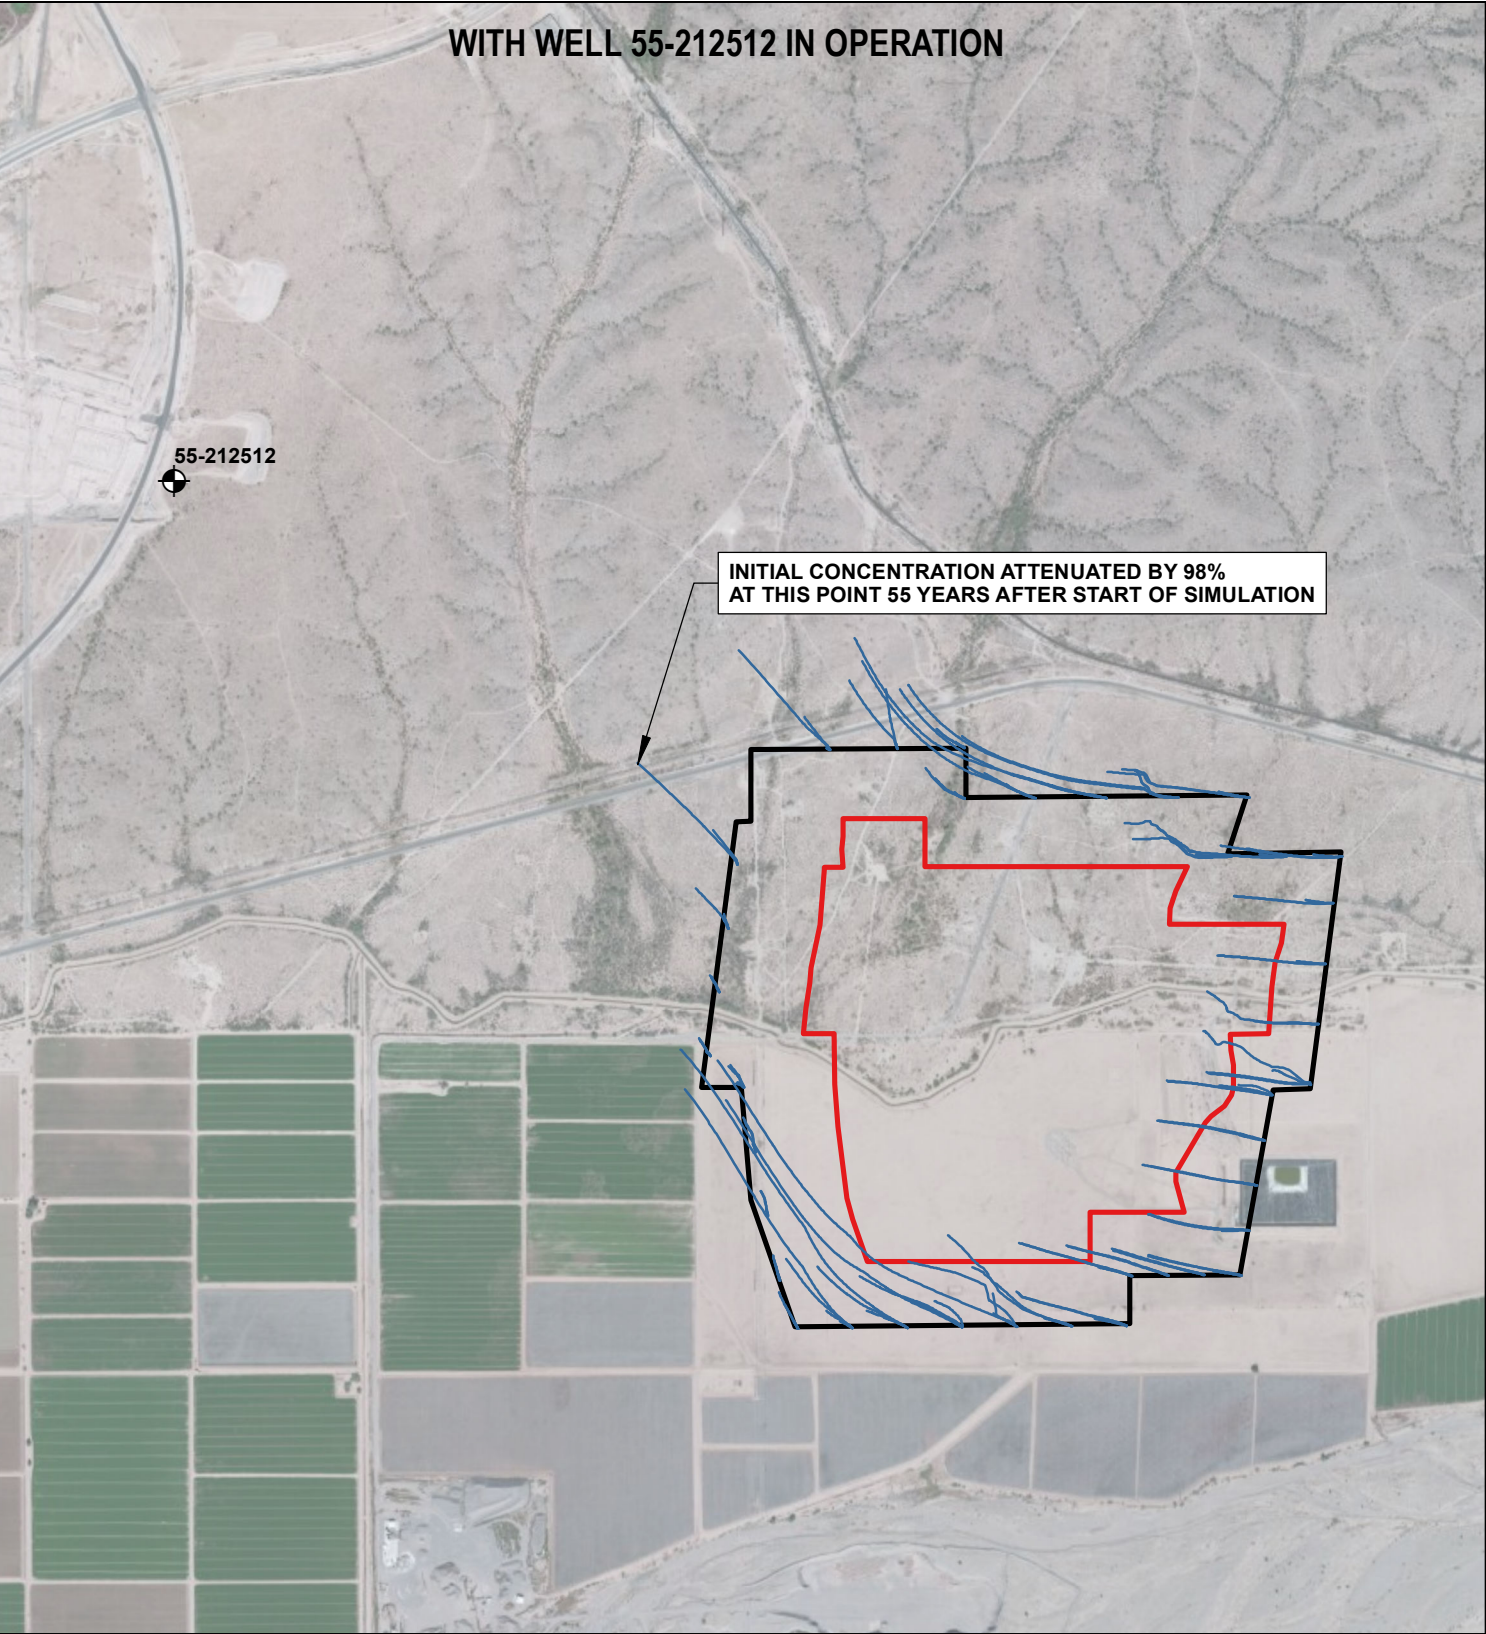 WITH WELL 55-212512 IN OPERATION
55-212512
INITIAL CONCENTRATION ATTENUATED BY 98%
AT THIS POINT 55 YEARS AFTER START OF SIMULATION